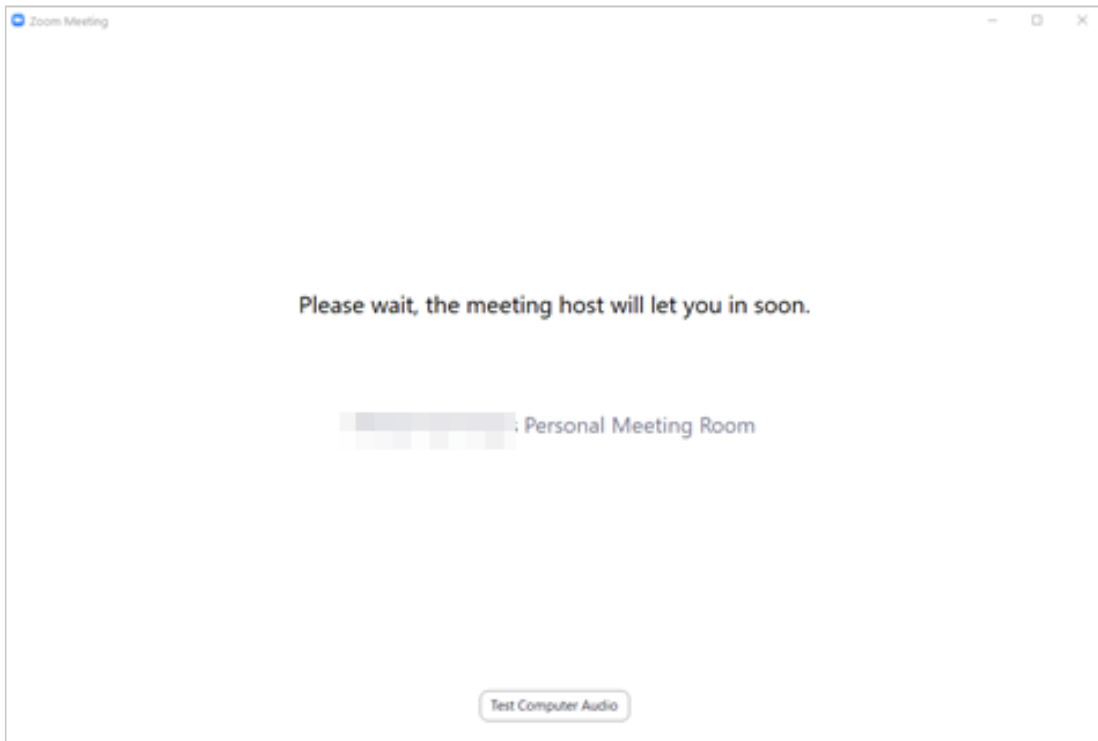 Zoom Meeting
Please wait, the meeting host will let you in soon.
Personal Meeting Room
Test Computer Audio